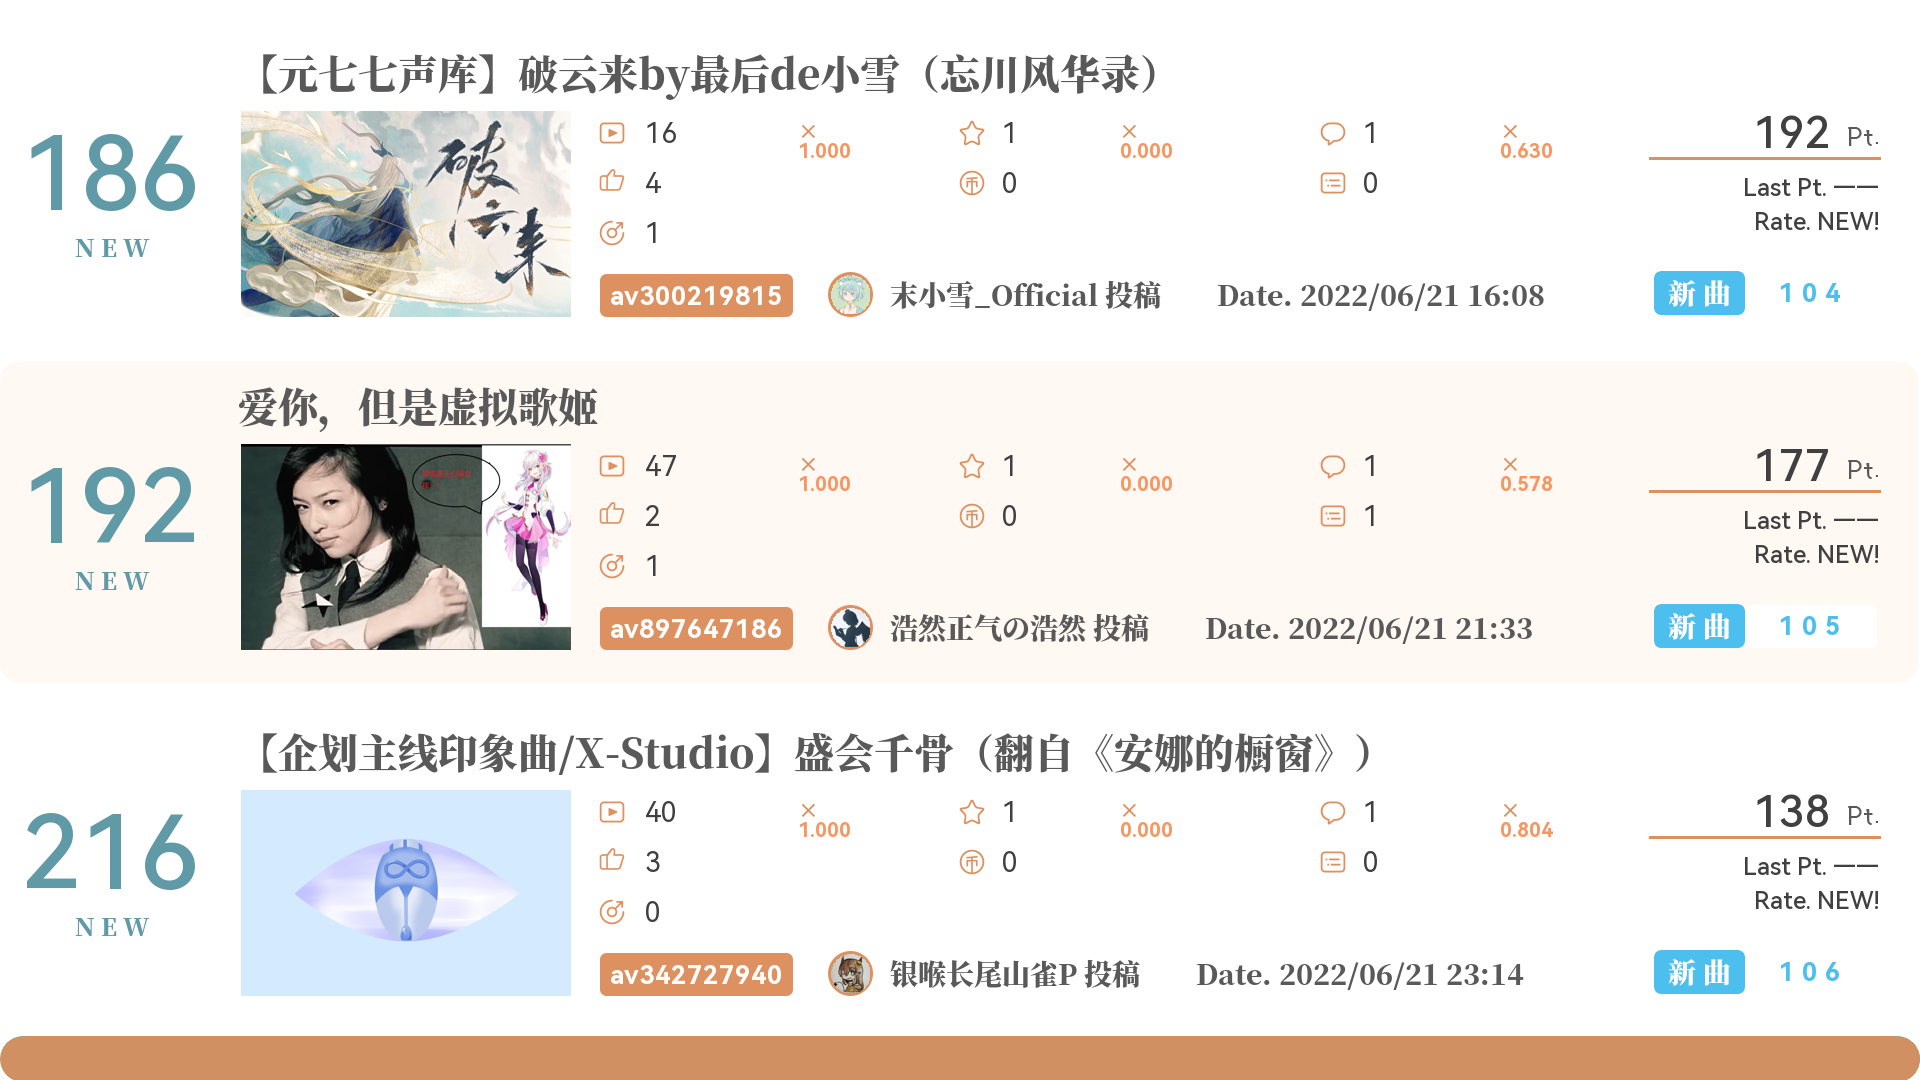 【元七七声库】破云来by最后de小雪（忘川风华录）
186
NEW
破云来
16
× 1.000
1
× 0.000
1
× 0.630
4
0
0
1
192 Pt.
Last Pt. ——
Rate. NEW!
av300219815
末小雪_Official 投稿
Date. 2022/06/21 16:08
新曲 104
爱你，但是虚拟歌姬
192
NEW
47
× 1.000
1
× 0.000
1
× 0.578
2
0
1
1
177 Pt.
Last Pt. ——
Rate. NEW!
av897647186
浩然正气の浩然 投稿
Date. 2022/06/21 21:33
新曲 105
【企划主线印象曲/X-Studio】盛会千骨（翻自《安娜的橱窗》）
216
NEW
40
× 1.000
1
× 0.000
1
× 0.804
3
0
0
0
138 Pt.
Last Pt. ——
Rate. NEW!
av342727940
银喉长尾山雀P 投稿
Date. 2022/06/21 23:14
新曲 106